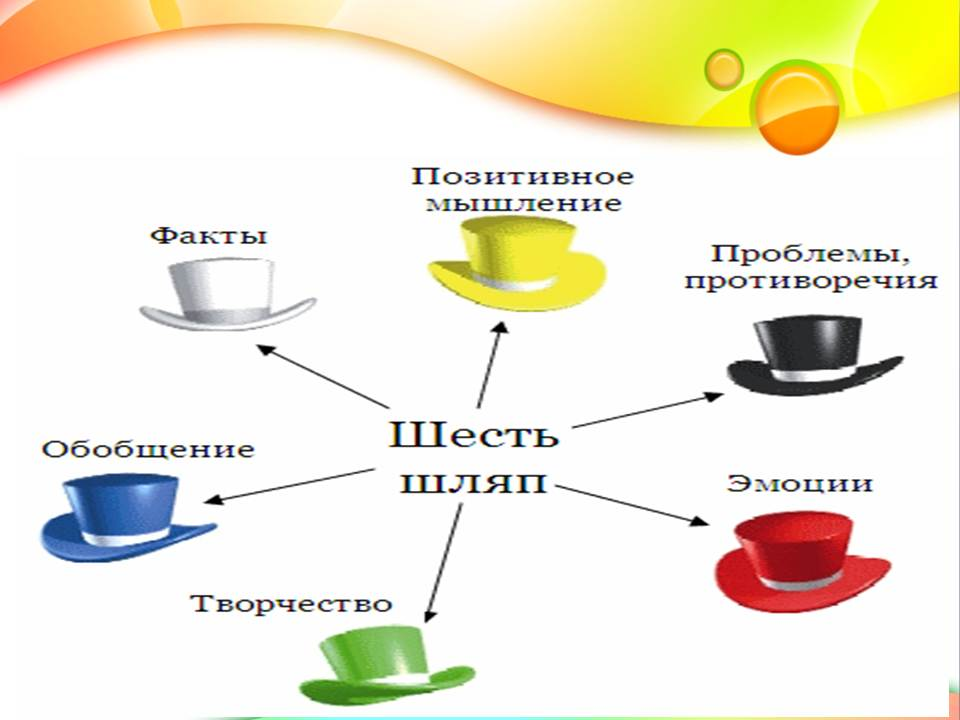 Позитивное
мышление
Факты
Проблемы,
противоречия
Шесть
шляп
Обобщение
Эмоции
Творчество